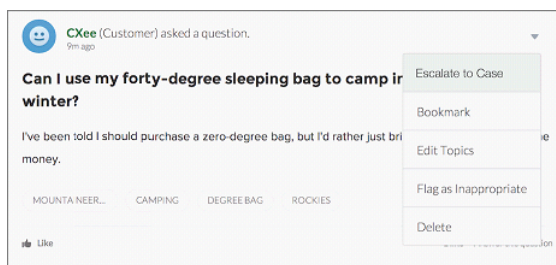 CXee (Customer) asked a question.
9m ago
Can I use my forty-degree sleeping bag to camp in
winter?
I've been told I should purchase a zero-degree bag, but I'd rather just bri
money.
MOUNTA NEER... CAMPING DEGREE BAG ROCKIES
Like
Escalate to Case
Bookmark
Edit Topics
Flag as Inappropriate
Delete